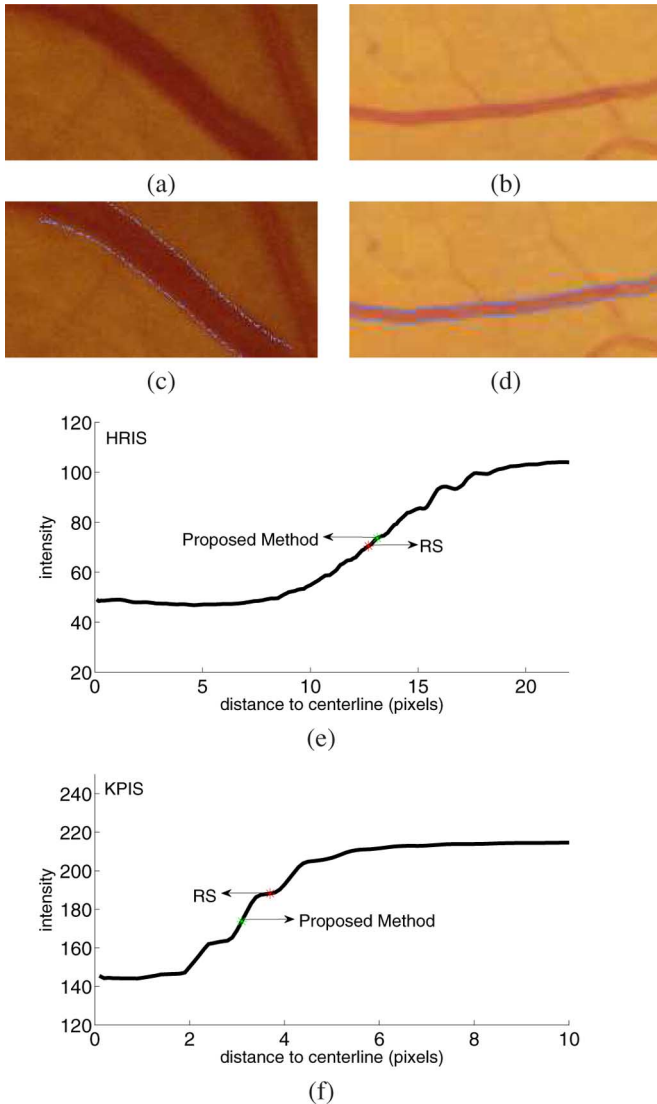 (a) (b)
(c) (d)
HRIS
120
100
80
60
40
20
intensity
Proposed Method
RS
0 5 10 15 20
distance to centerline (pixels)
(e)
KPIS
240
220
200
180
160
140
120
intensity
RS
Proposed Method
0 2 4 6 8 10
distance to centerline (pixels)
(f)